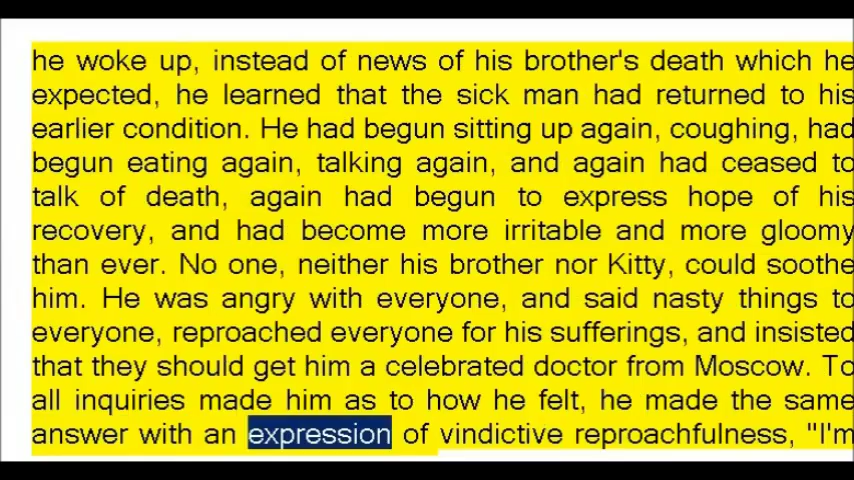 he woke up, instead of news of his brother's death which he
expected, he learned that the sick man had returned to his
earlier condition. He had begun sitting up again, coughing, had
begun eating again, talking again, and again had ceased to
talk of death, again had begun to express hope of his
recovery, and had become more irritable and more gloomy
than ever. No one, neither his brother nor Kitty, could soothe
him. He was angry with everyone, and said nasty things to
everyone, reproached everyone for his sufferings, and insisted
that they should get him a celebrated doctor from Moscow. To
all inquiries made him as to how he felt, he made the same
answer with an expression of vindictive reproachfulness, "I'm